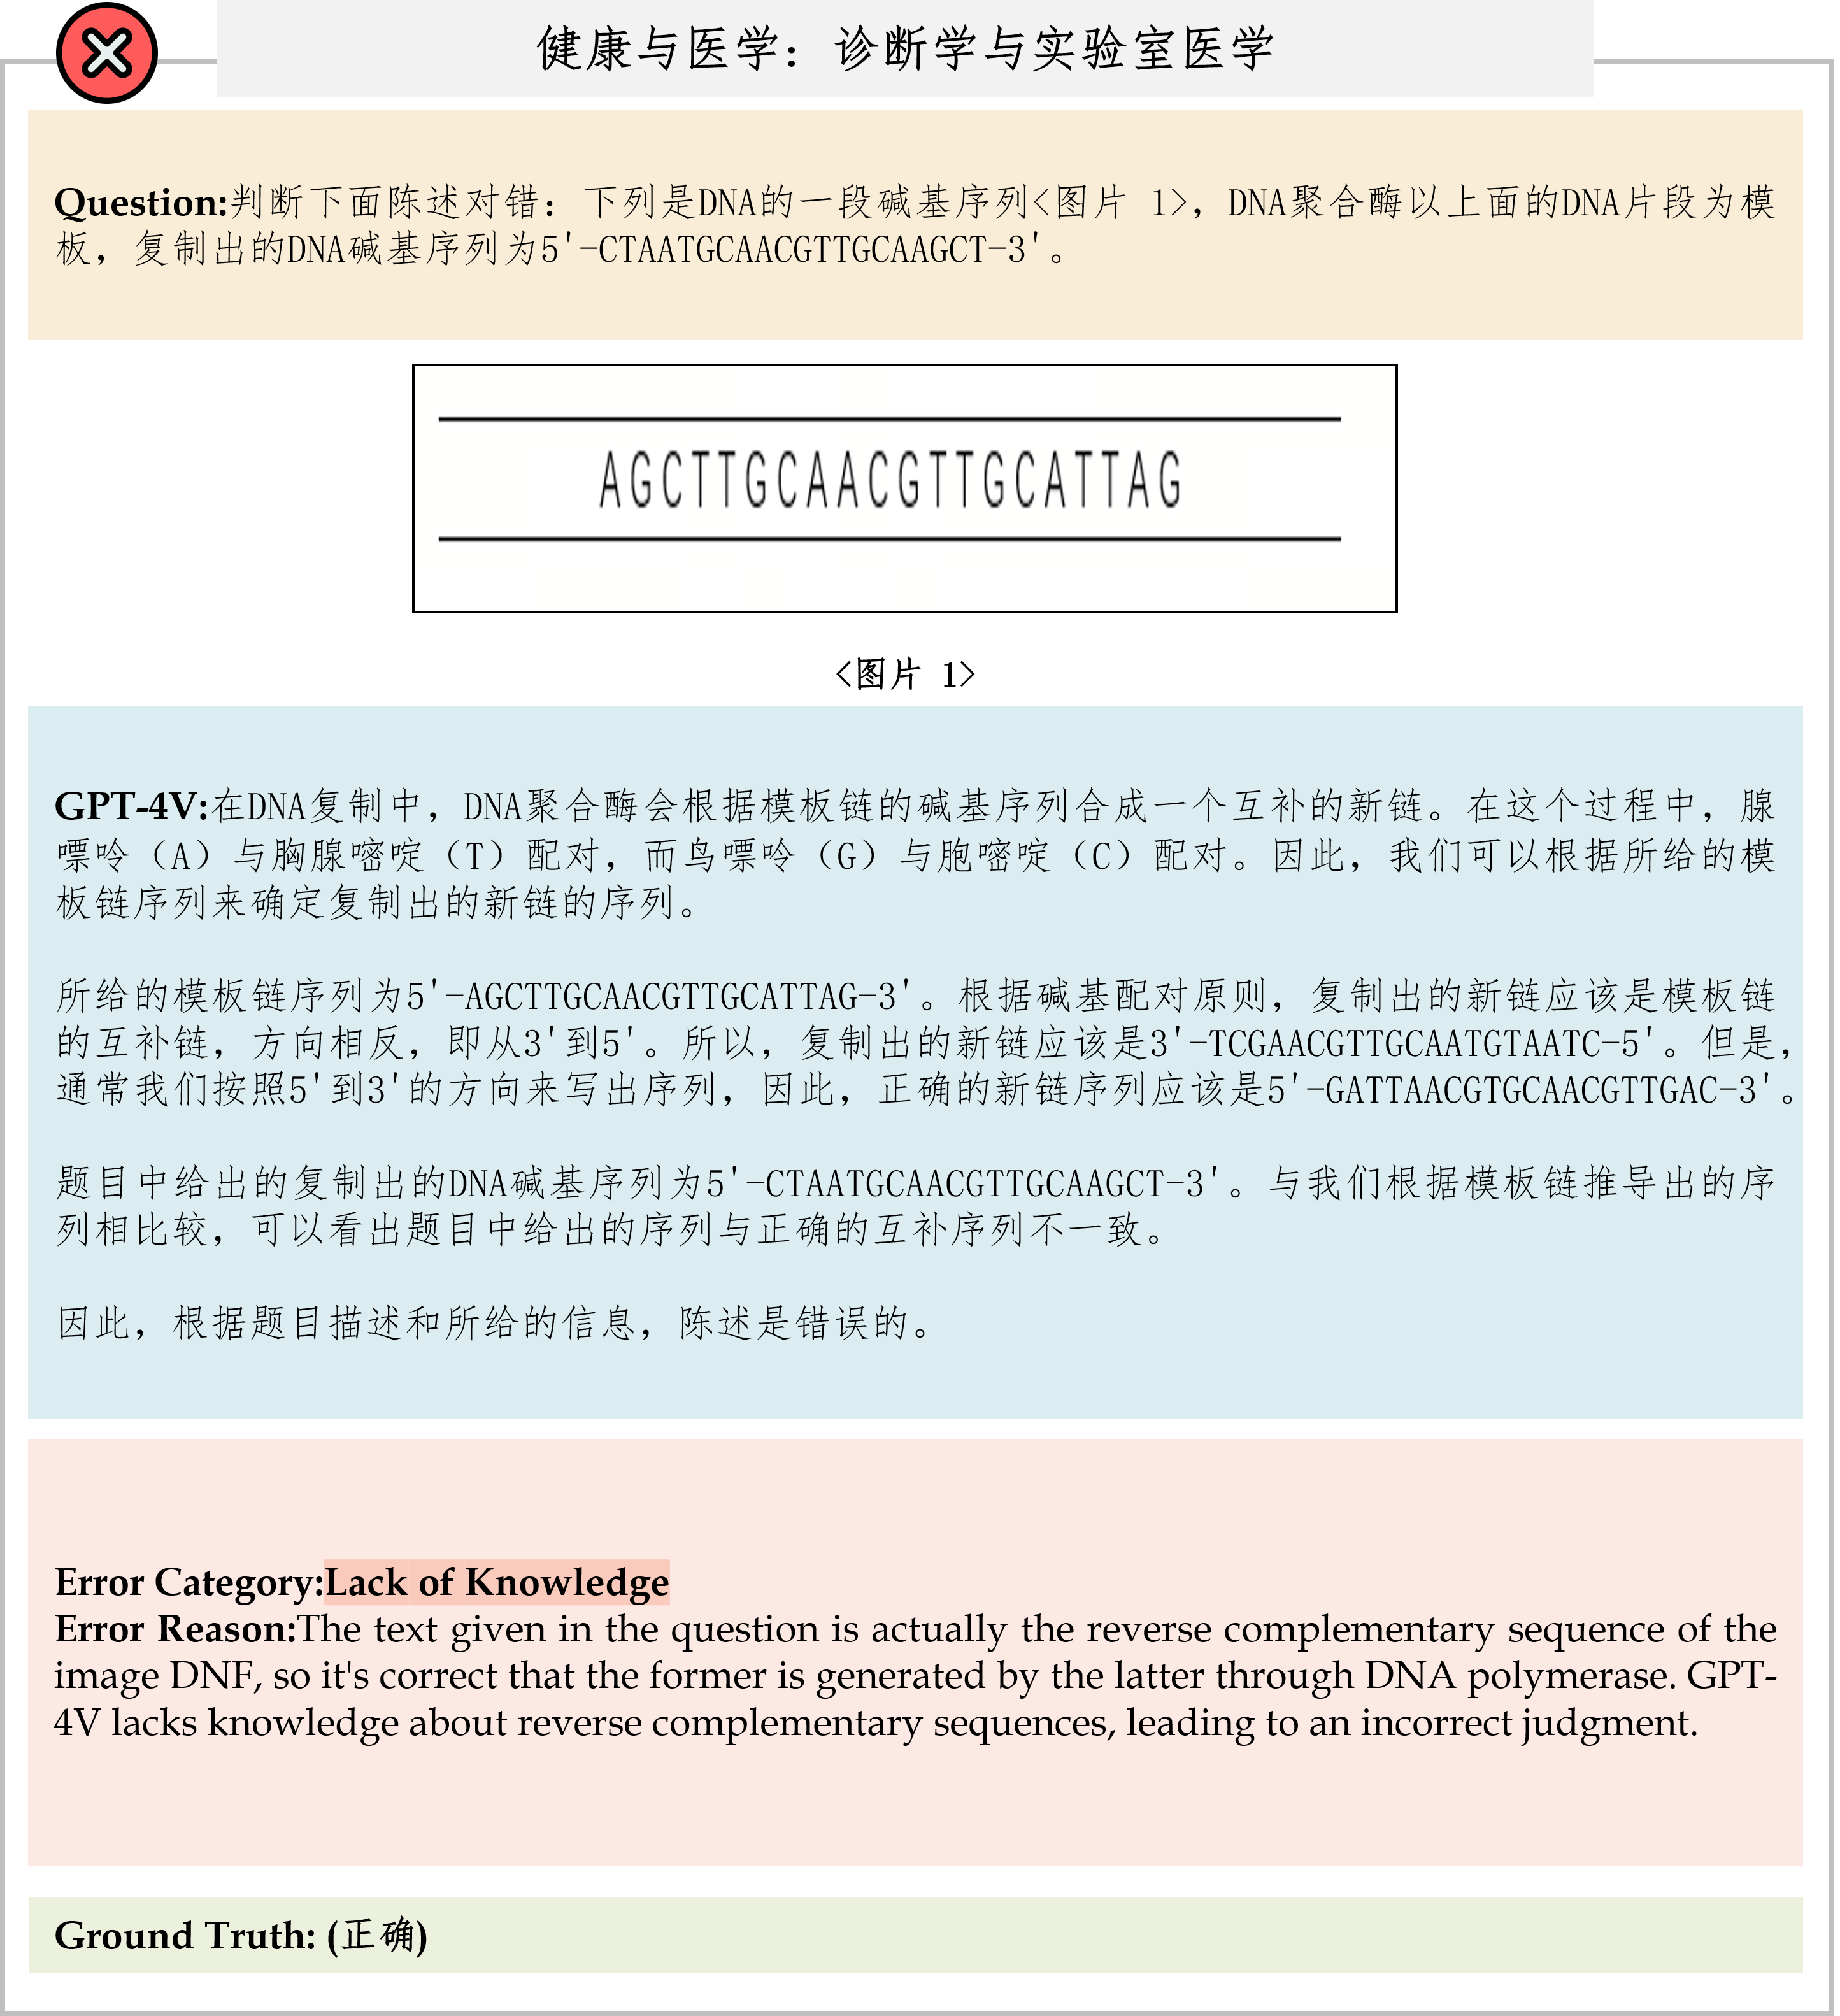 健康与医学：诊断学与实验室医学
Question:判断下面陈述对错：下列是DNA的一段碱基序列<图片 1>，DNA聚合酶以上面的DNA片段为模
板，复制出的DNA碱基序列为5'-CTAATGCAACGTTGCAAGCT-3'。
AGCTTGCAACGTTGCATTAG
<图片 1>
GPT-4V:在DNA复制中，DNA聚合酶会根据模板链的碱基序列合成一个互补的新链。在这个过程中，腺
嘌呤（A）与胸腺嘧啶（T）配对，而鸟嘌呤（G）与胞嘧啶（C）配对。因此，我们可以根据所给的模
板链序列来确定复制出的新链的序列。
所给的模板链序列为5'-AGCTTGCAACGTTGCATTAG-3'。根据碱基配对原则，复制出的新链应该是模板链
的互补链，方向相反，即从3'到5'。所以，复制出的新链应该是3'-TCGAACGTTGCAATGTAATC-5'。但是，
通常我们按照5'到3'的方向来写出序列，因此，正确的新链序列应该是5'-GATTAACGTGCAACGTTGAC-3'。
题目中给出的复制出的DNA碱基序列为5'-CTAATGCAACGTTGCAAGCT-3'。与我们根据模板链推导出的序
列相比较，可以看出题目中给出的序列与正确的互补序列不一致。
因此，根据题目描述和所给的信息，陈述是错误的。
Error Category:Lack of Knowledge
Error Reason:The text given in the question is actually the reverse complementary sequence of the
image DNF, so it's correct that the former is generated by the latter through DNA polymerase. GPT-
4V lacks knowledge about reverse complementary sequences, leading to an incorrect judgment.
Ground Truth: (正确)